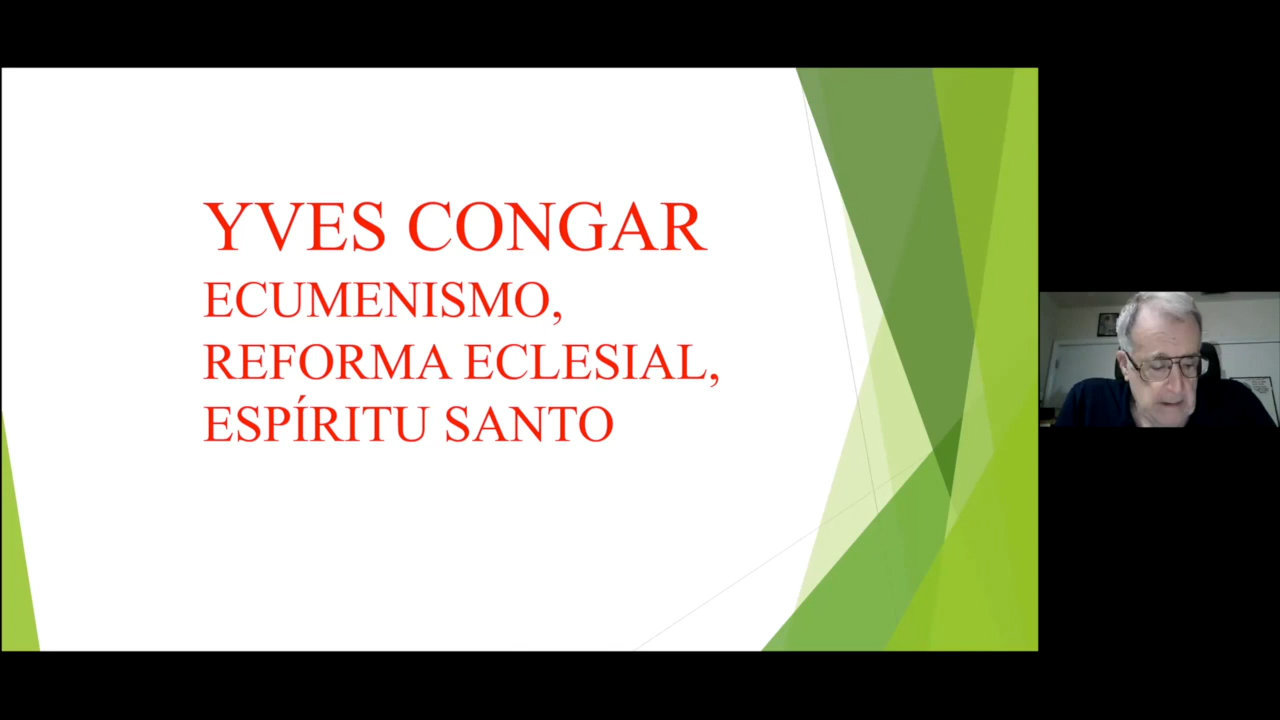 YVES CONGAR
ECUMENISMO,
REFORMA ECLESIAL,
ESPÍRITU SANTO